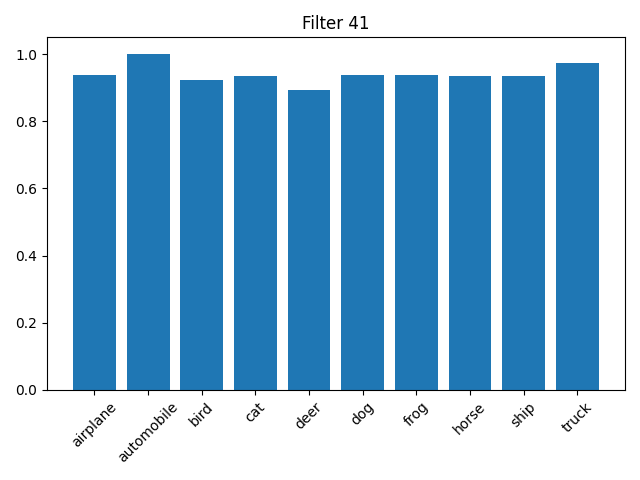 Filter 41
1.0
0.8
0.6
0.4
0.2
0.0
airplane
automobile
bird
cat
deer
dog
frog
horse
ship
truck